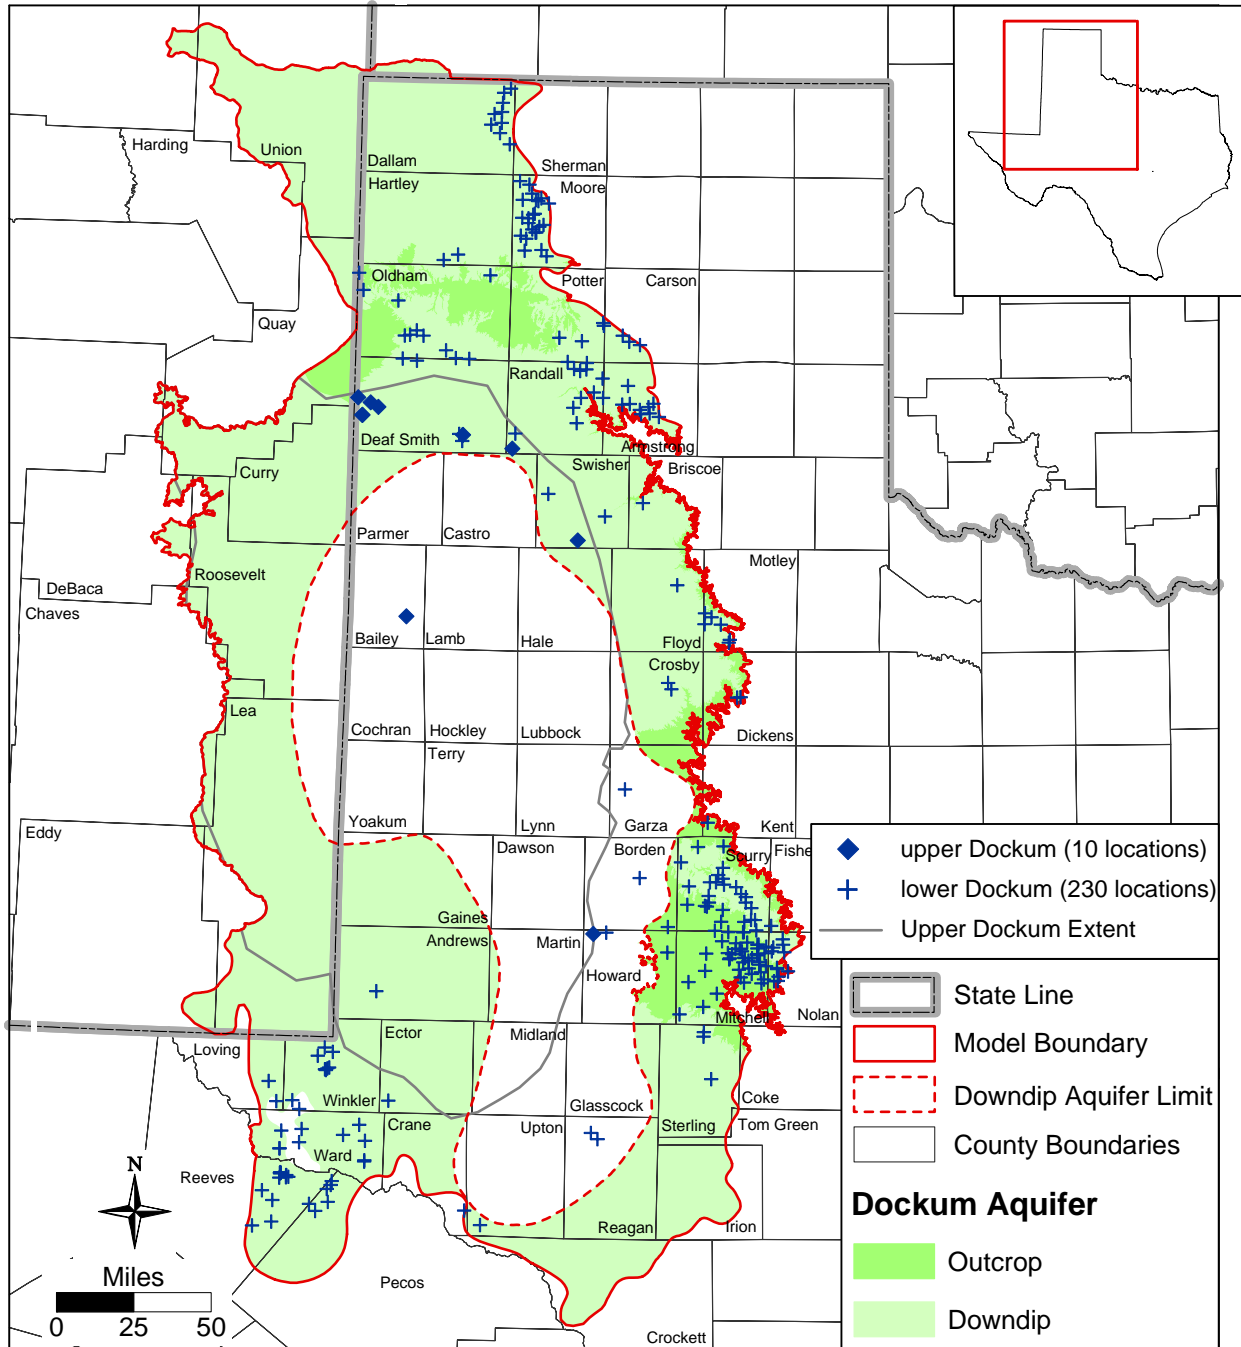 Harding
Union
Dallam
Sherman
Hartley
Moore
Oldham
Potter
Carson
Quay
Randall
Deaf Smith
Armstrong
Curry
Swisher
Briscoe
Parmer
Castro
Motley
Roosevelt
DeBaca
Chaves
Bailey
Lamb
Hale
Floyd
Crosby
Lea
Cochran
Hockley
Lubbock
Dickens
Terry
Eddy
Yoakum
Lynn
Garza
Kent
Dawson
Borden
Scurry
Fishe
Gaines
Andrews
Martin
Howard
Mitchell
Nolan
Loving
Ector
Midland
Winkler
Glasscock
Coke
Crane
Upton
Sterling
Tom Green
Ward
Reeves
Reagan
Irion
Pecos
Crockett
N
Miles
0 25 50
upper Dockum (10 locations)
lower Dockum (230 locations)
Upper Dockum Extent
State Line
Model Boundary
Downdip Aquifer Limit
County Boundaries
Dockum Aquifer
Outcrop
Downdip